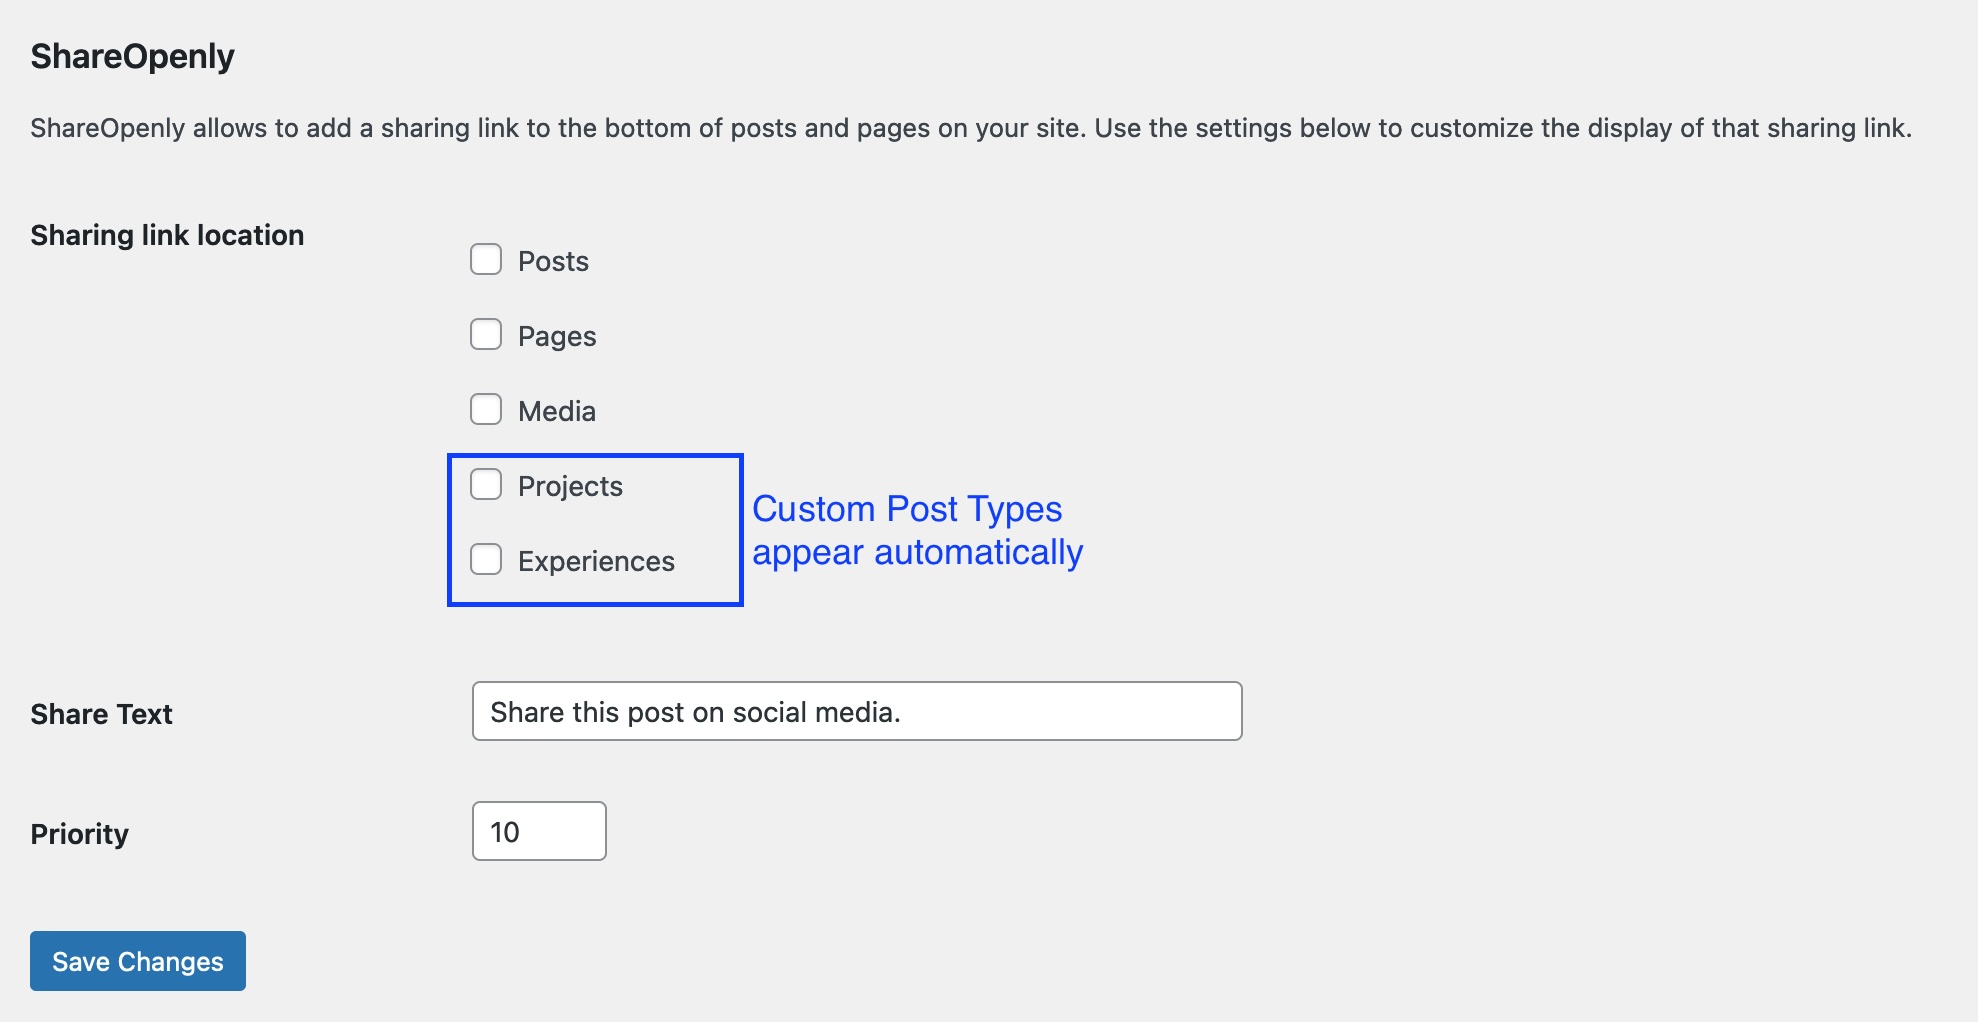 ShareOpenly
ShareOpenly allows to add a sharing link to the bottom of posts and pages on your site. Use the settings below to customize the display of that sharing link.
Sharing link location
Posts
Pages
Media
Projects
Experiences
Custom Post Types
appear automatically
Share Text
Share this post on social media.
Priority
10
Save Changes